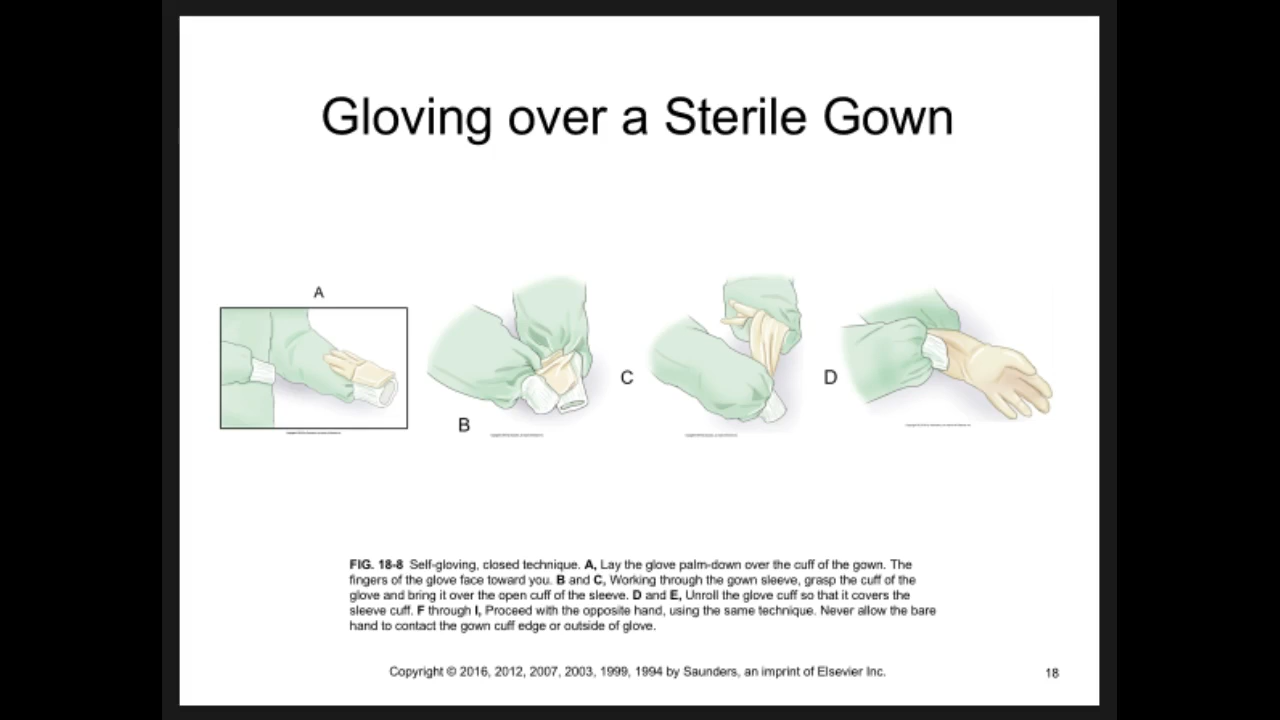 Gloving over a Sterile Gown
A
B
C
D
FIG. 18-8 Self-gloving, closed technique. A, Lay the glove palm-down over the cuff of the gown. The
fingers of the glove face toward you. B and C, Working through the gown sleeve, grasp the cuff of the
glove and bring it over the open cuff of the sleeve. D and E, Unroll the glove cuff so that it covers the
sleeve cuff. F through I, Proceed with the opposite hand, using the same technique. Never allow the bare
hand to contact the gown cuff edge or outside of glove.
Copyright © 2016, 2012, 2007, 2003, 1999, 1994 by Saunders, an imprint of Elsevier Inc.
18